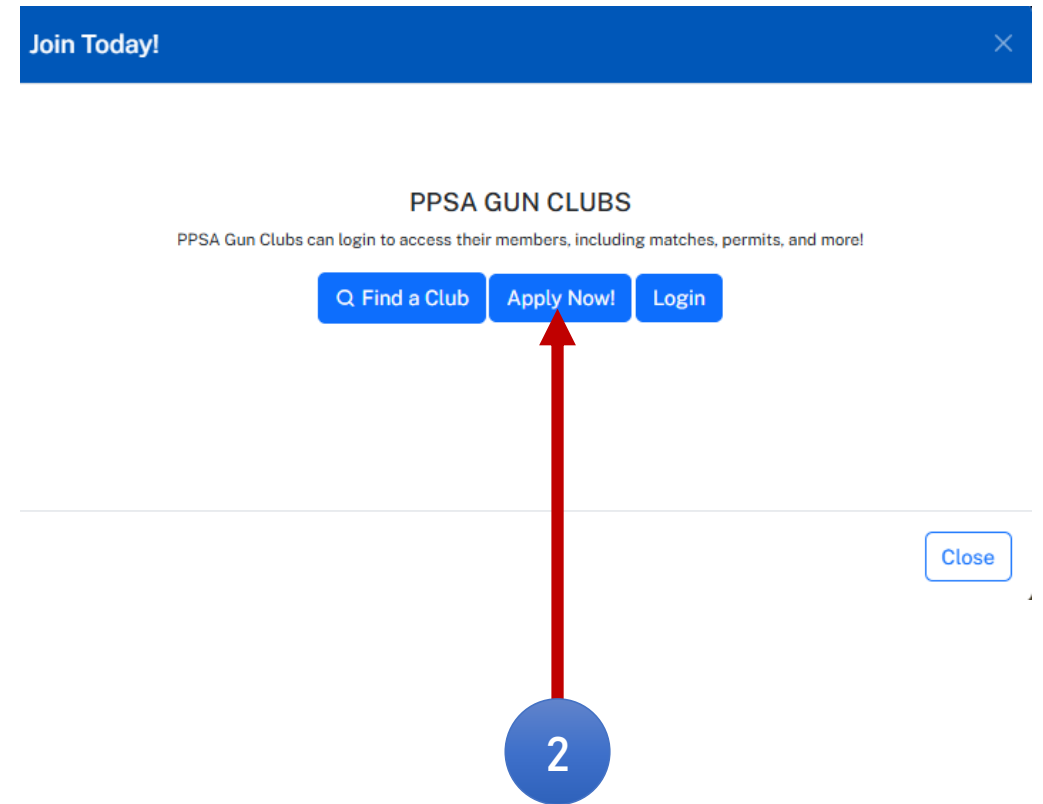 Join Today!
PPSA GUN CLUBS
PPSA Gun Clubs can login to access their members, including matches, permits, and more!
Find a Club Apply Now! Login
Close
2